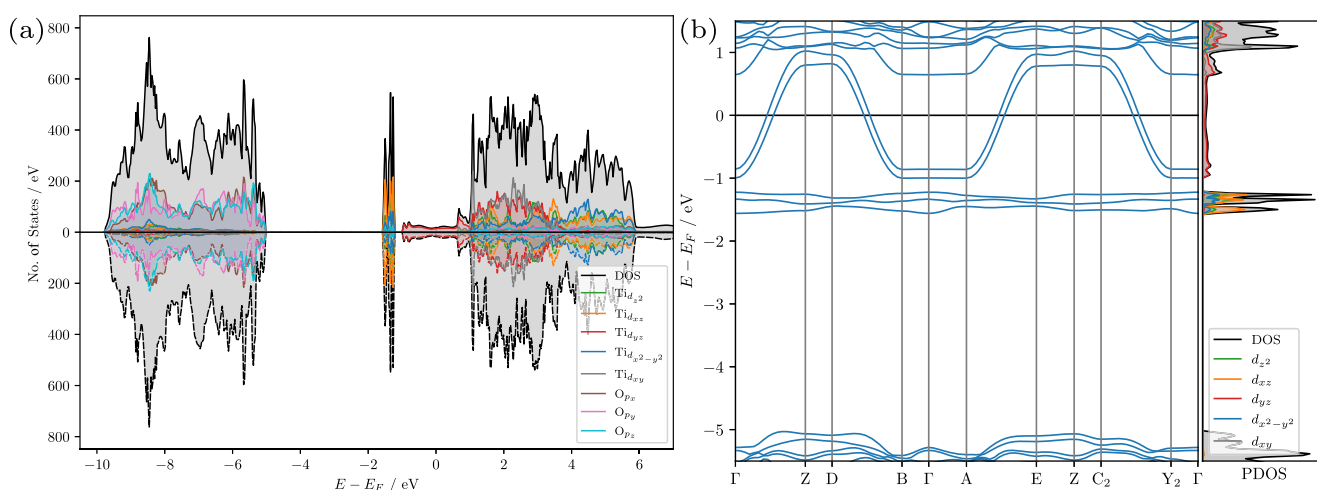 (a)
800
600
400
200
0
200
400
600
800
No. of States / eV
−10
−8
−6
−4
−2
0
2
4
6
E − E_F / eV
DOS
Ti_{d_{z^2}}
Ti_{d_{xz}}
Ti_{d_{yz}}
Ti_{d_{x^2−y^2}}
Ti_{d_{xy}}
O_{p_x}
O_{p_y}
O_{p_z}
(b)
1
0
−1
−2
−3
−4
−5
E − E_F / eV
Γ Z D B Γ A E Z C_2 Y_2 Γ
DOS
d_{z^2}
d_{xz}
d_{yz}
d_{x^2−y^2}
d_{xy}
PDOS